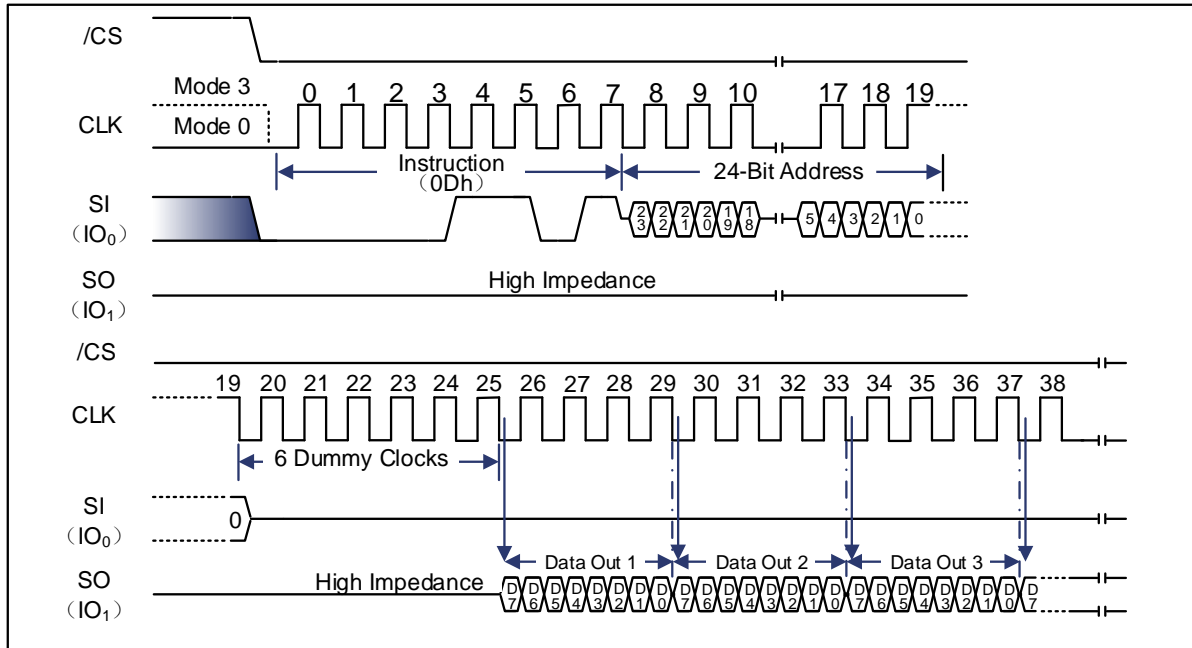 /CS
Mode 3
0 1 2 3 4 5 6 7 8 9 10 17 18 19
CLK
Mode 0
Instruction
(0Dh)
24-Bit Address
SI
(IO0)
23 22 21 20 19 18 5 4 3 2 1 0
SO
(IO1)
High Impedance
/CS
19 20 21 22 23 24 25 26 27 28 29 30 31 32 33 34 35 36 37 38
CLK
6 Dummy Clocks
SI
(IO0)
0
Data Out 1 Data Out 2 Data Out 3
SO
(IO1)
High Impedance
D7 D6 D5 D4 D3 D2 D1 D0 D7 D6 D5 D4 D3 D2 D1 D0 D7 D6 D5 D4 D3 D2 D1 D0 D7